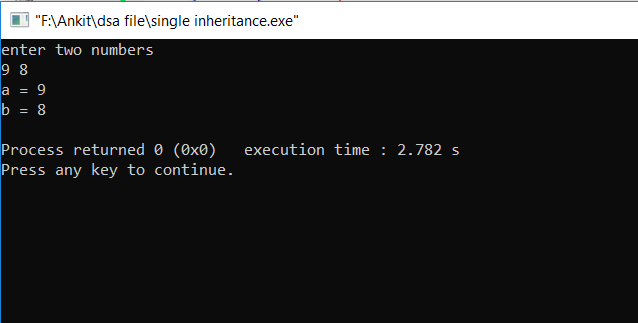 "F:\Ankit\dsa file\single inheritance.exe"
enter two numbers
9 8
a = 9
b = 8
Process returned 0 (0x0)   execution time : 2.782 s
Press any key to continue.